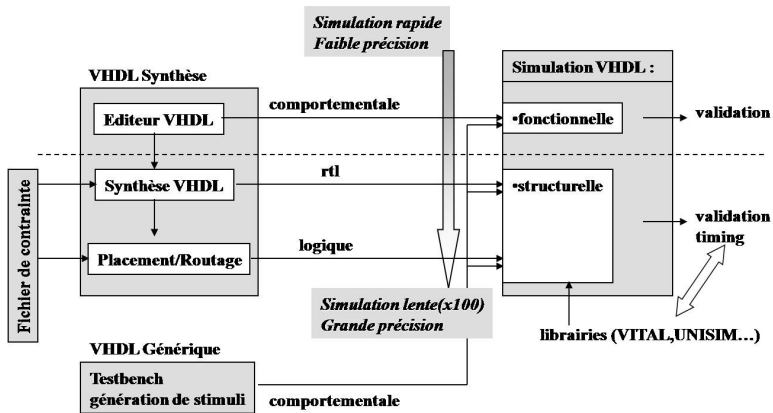 Simulation rapide
Faible précision
VHDL Synthèse
Simulation VHDL :
comportementale
Editeur VHDL
•fonctionnelle
validation
rtl
Synthèse VHDL
•structurelle
validation
timing
logique
Placement/Routage
Fichier de contrainte
Simulation lente(x100)
Grande précision
librairies (VITAL,UNISIM…)
VHDL Générique
Testbench
génération de stimuli
comportementale